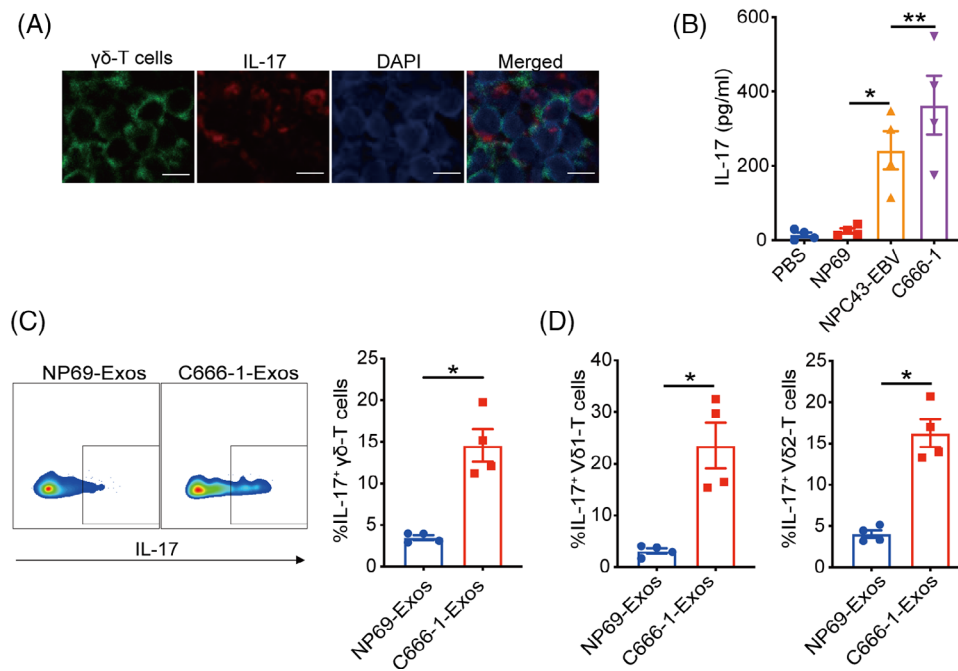 (A)
γδ-T cells
IL-17
DAPI
Merged
(B)
IL-17 (pg/ml)
600
400
200
0
*
**
PBS
NP69
NPC43-EBV
C666-1
(C)
NP69-Exos
C666-1-Exos
IL-17
%IL-17⁺ γδ-T cells
25
20
15
10
5
0
*
NP69-Exos
C666-1-Exos
(D)
%IL-17⁺ Vδ1-T cells
40
30
20
10
0
*
NP69-Exos
C666-1-Exos
%IL-17⁺ Vδ2-T cells
25
20
15
10
5
0
*
NP69-Exos
C666-1-Exos